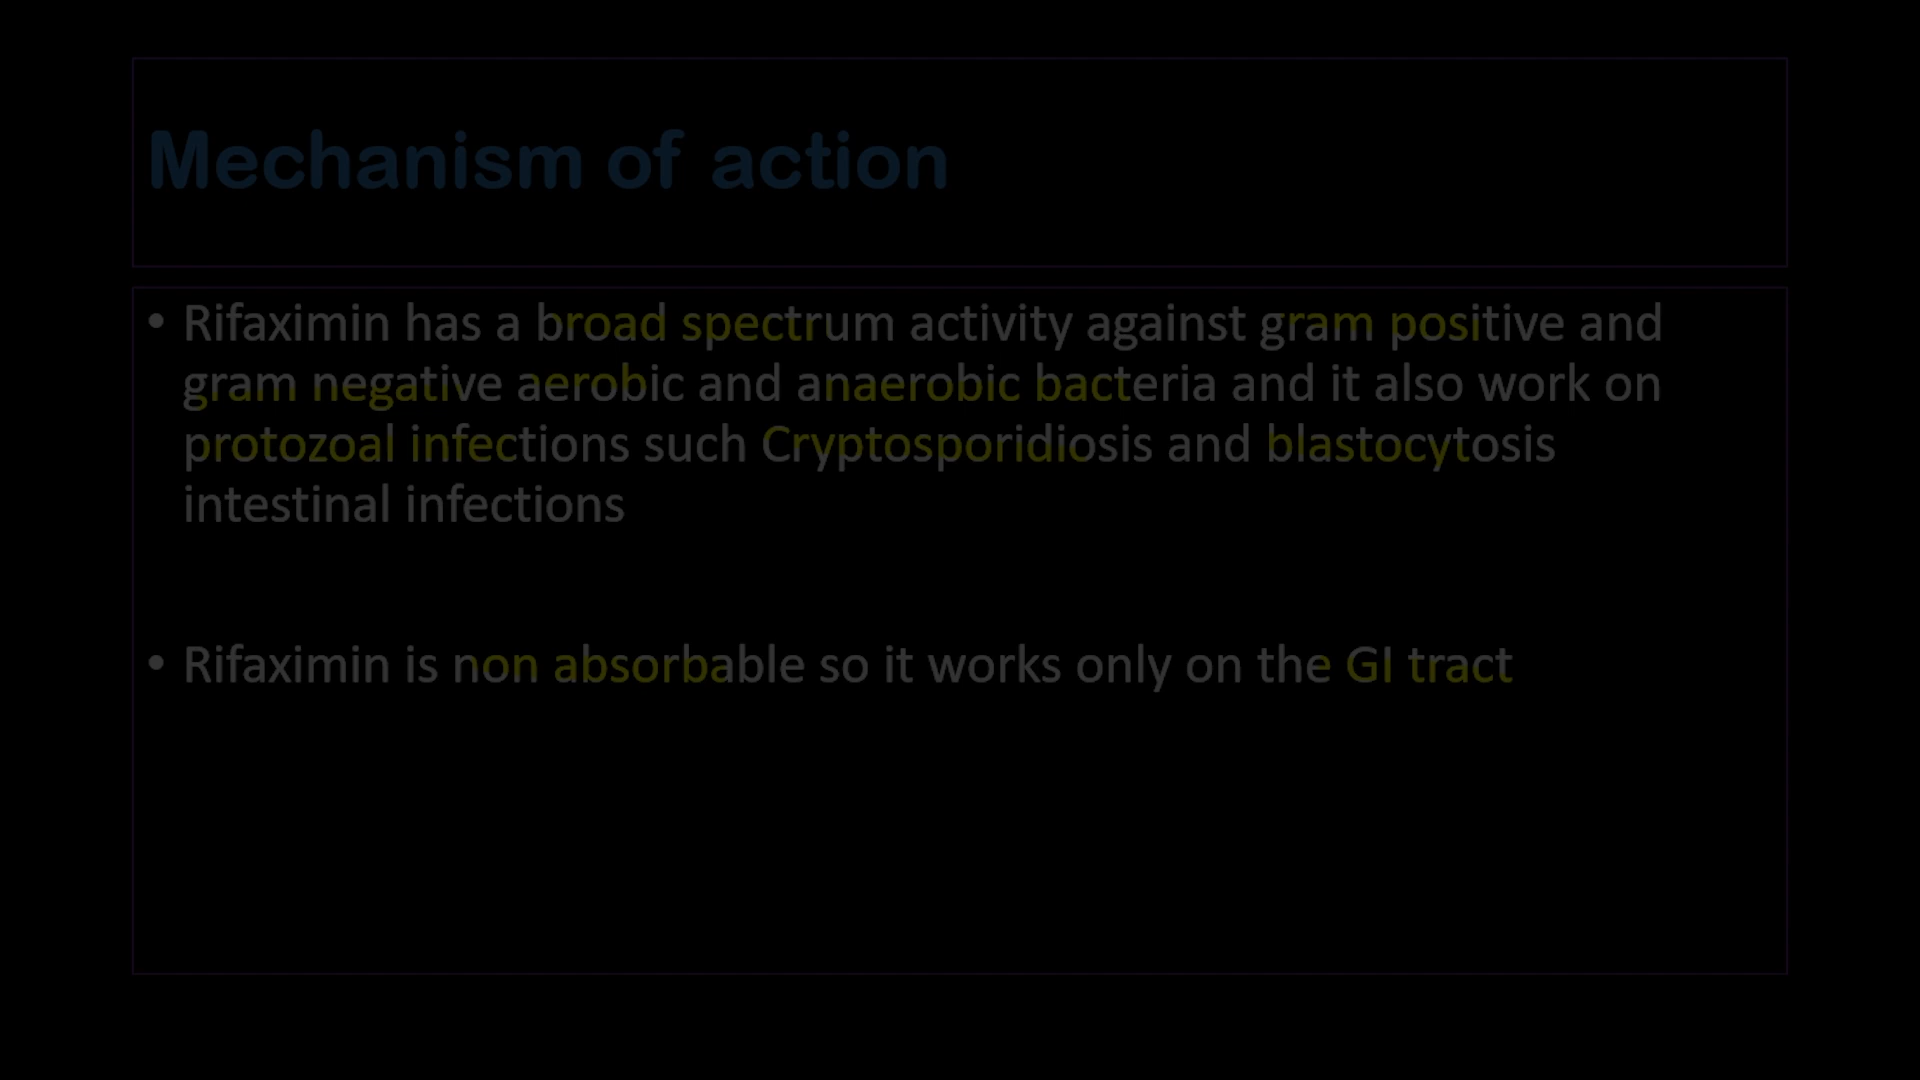 Mechanism of action
• Rifaximin has a broad spectrum activity against gram positive and
gram negative aerobic and anaerobic bacteria and it also work on
protozoal infections such Cryptosporidiosis and blastocytosis
intestinal infections
• Rifaximin is non absorbable so it works only on the GI tract